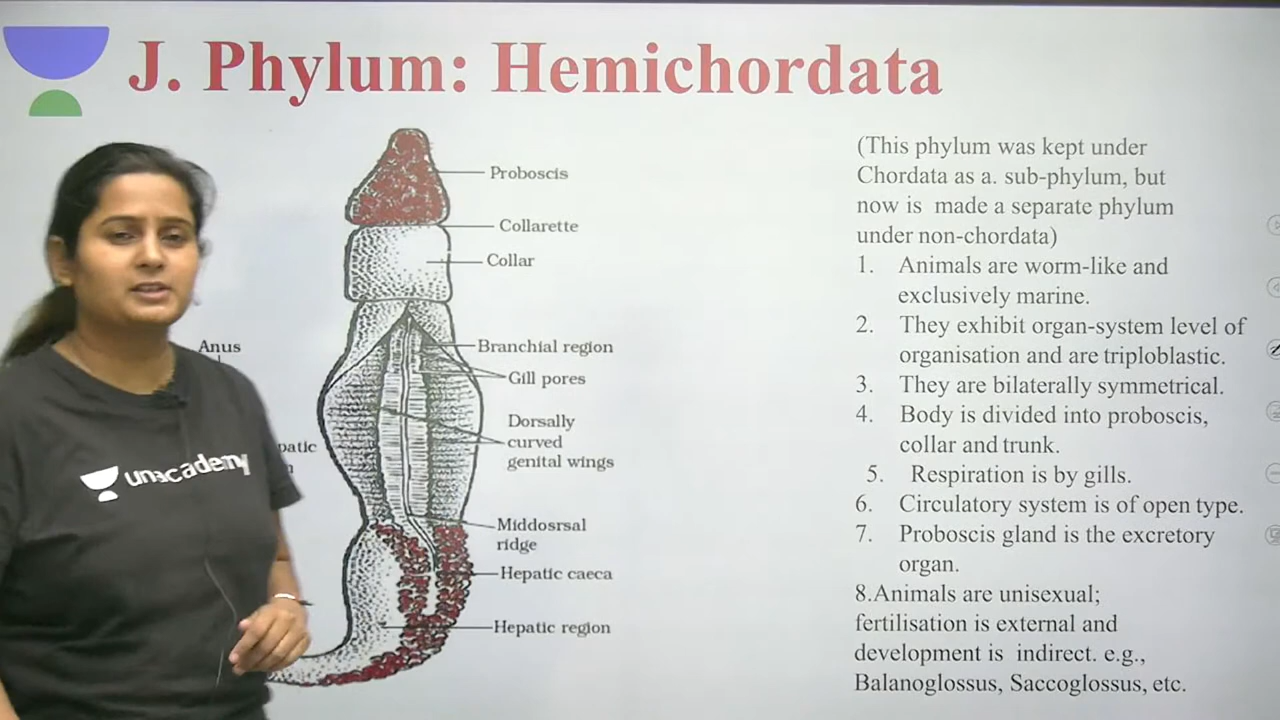 J. Phylum: Hemichordata
Proboscis
Collarette
Collar
Anus
Branchial region
Gill pores
Dorsally
curved
genital wings
patic
Middosrsal
ridge
Hepatic caeca
Hepatic region
unacademy
(This phylum was kept under
Chordata as a. sub-phylum, but
now is made a separate phylum
under non-chordata)
1. Animals are worm-like and
exclusively marine.
2. They exhibit organ-system level of
organisation and are triploblastic.
3. They are bilaterally symmetrical.
4. Body is divided into proboscis,
collar and trunk.
5. Respiration is by gills.
6. Circulatory system is of open type.
7. Proboscis gland is the excretory
organ.
8.Animals are unisexual;
fertilisation is external and
development is indirect. e.g.,
Balanoglossus, Saccoglossus, etc.